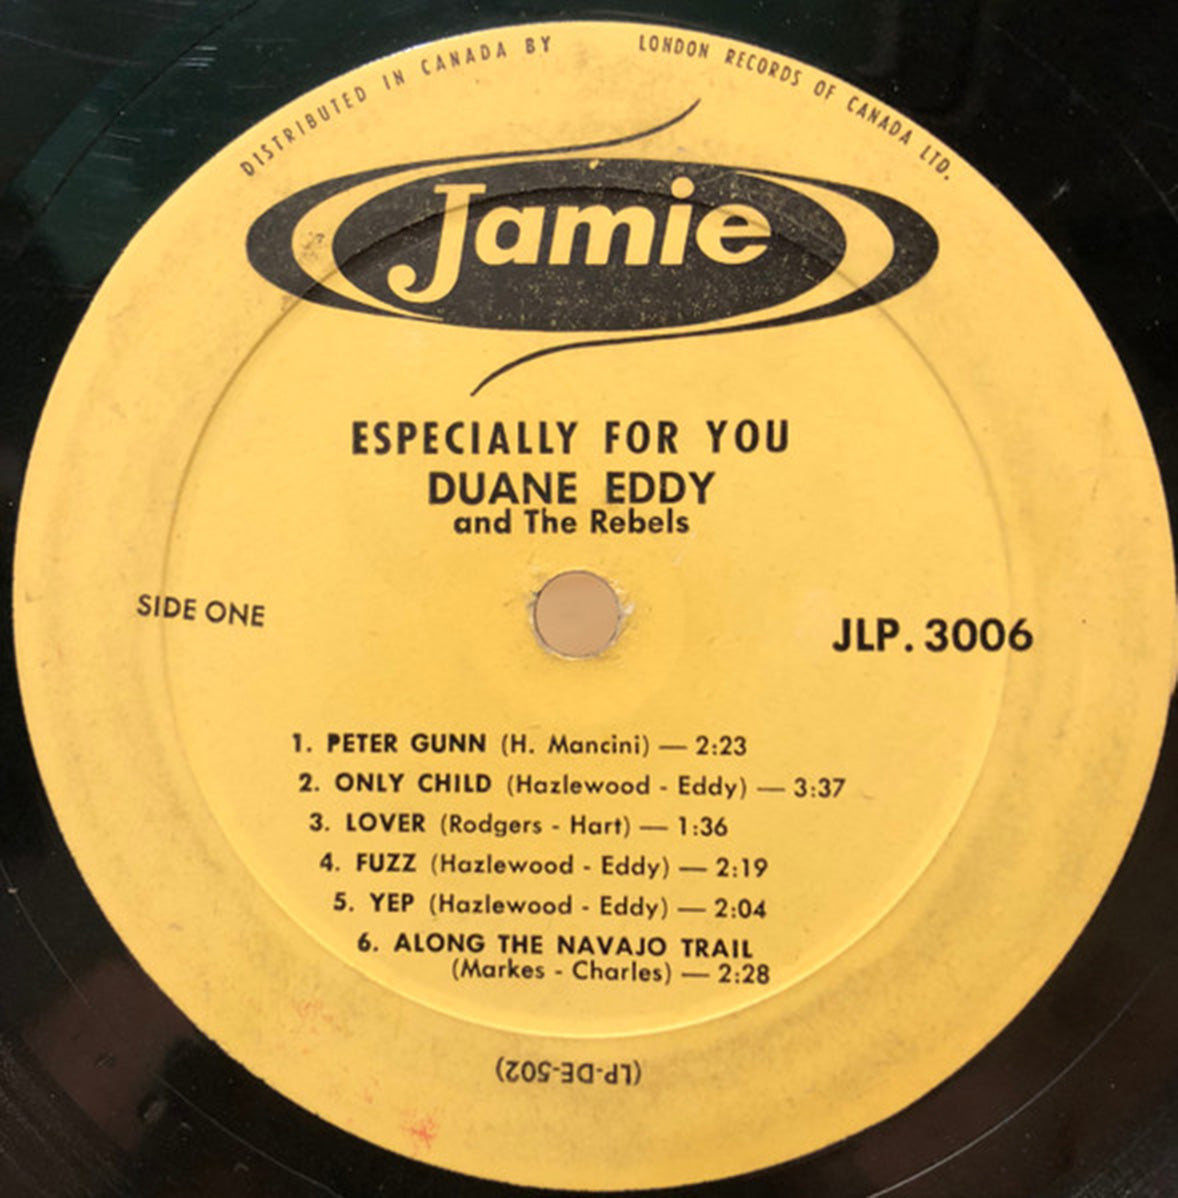 DISTRIBUTED IN CANADA BY LONDON RECORDS OF CANADA LTD.
Jamie
ESPECIALLY FOR YOU
DUANE EDDY
and The Rebels
SIDE ONE
JLP. 3006
1. PETER GUNN (H. Mancini) — 2:23
2. ONLY CHILD (Hazlewood - Eddy) — 3:37
3. LOVER (Rodgers - Hart) — 1:36
4. FUZZ (Hazlewood - Eddy) — 2:19
5. YEP (Hazlewood - Eddy) — 2:04
6. ALONG THE NAVAJO TRAIL
(Markes - Charles) — 2:28
(LP-DE-502)